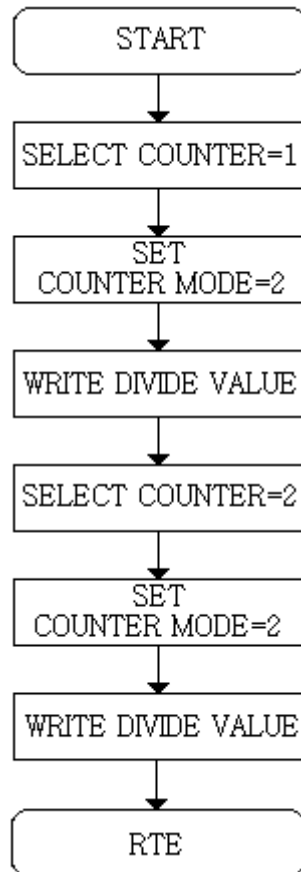 START
SELECT COUNTER=1
SET
COUNTER MODE=2
WRITE DIVIDE VALUE
SELECT COUNTER=2
SET
COUNTER MODE=2
WRITE DIVIDE VALUE
RTE